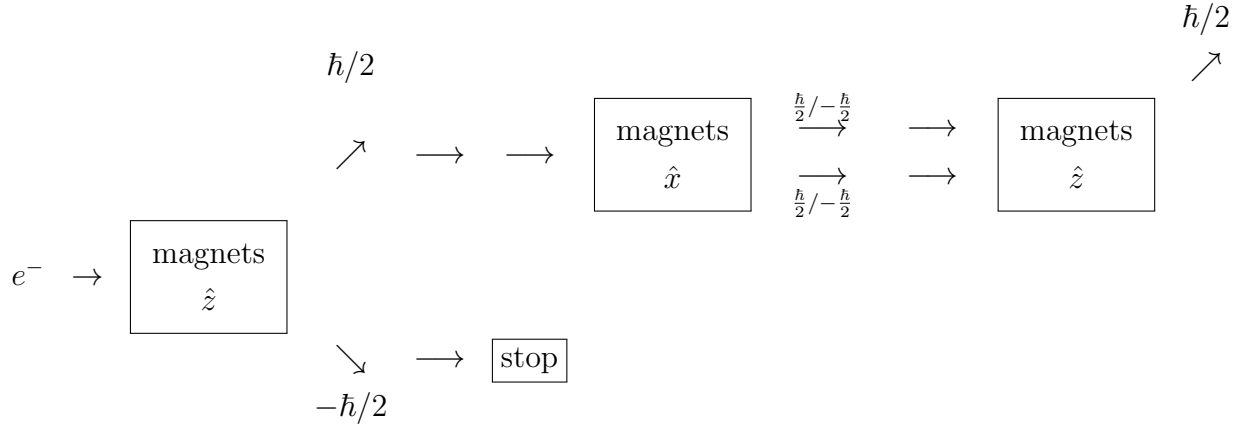 ℏ/2
ℏ/2
magnets
x̂
ℏ/2/−ℏ/2
ℏ/2/−ℏ/2
magnets
ẑ
e⁻ → magnets
ẑ
stop
−ℏ/2